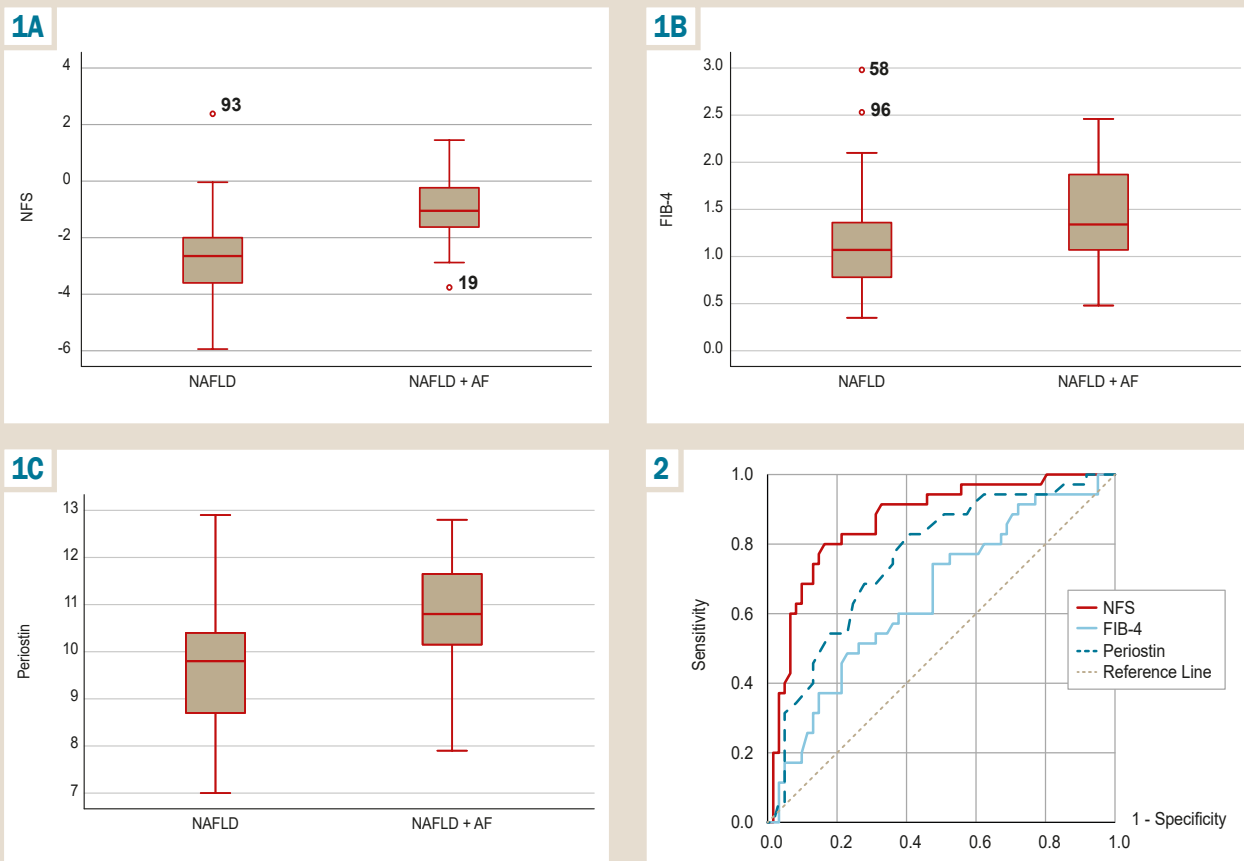 1A
4
2
0
-2
-4
-6
NFS
93
19
NAFLD
NAFLD + AF
1B
3.0
2.5
2.0
1.5
1.0
0.5
0.0
FIB-4
58
96
NAFLD
NAFLD + AF
1C
13
12
11
10
9
8
7
Periostin
NAFLD
NAFLD + AF
2
1.0
0.8
0.6
0.4
0.2
0.0
Sensitivity
NFS
FIB-4
Periostin
Reference Line
0.0 0.2 0.4 0.6 0.8 1.0
1 - Specificity